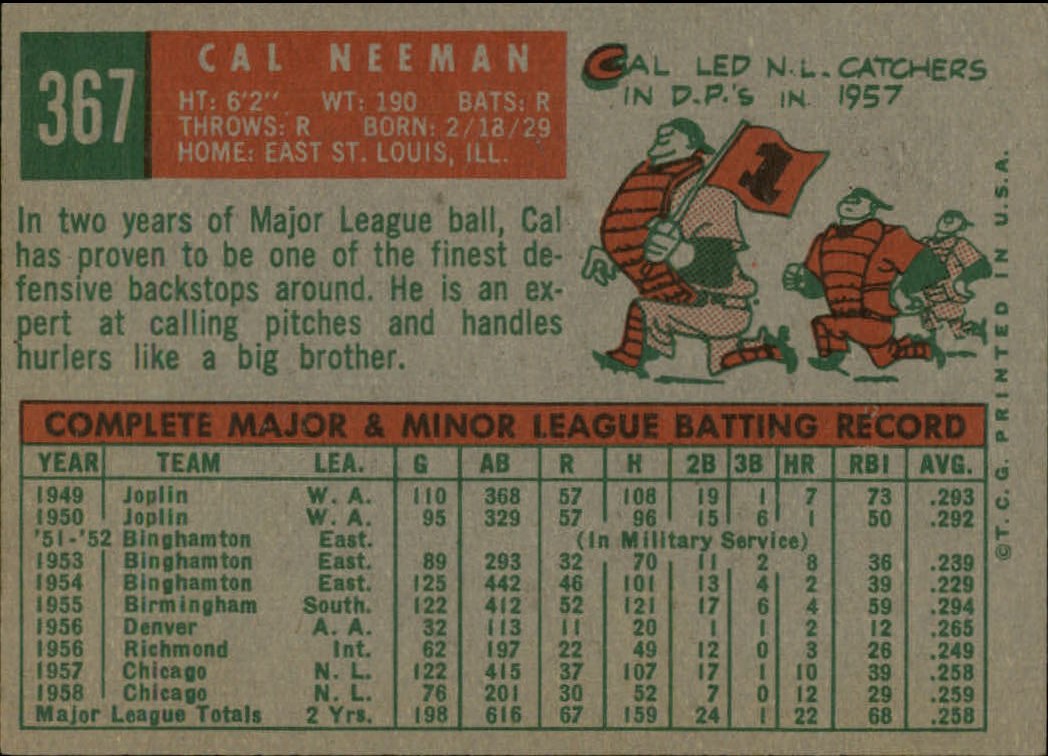 367
CAL NEEMAN
HT: 6'2" WT: 190 BATS: R
THROWS: R BORN: 2/18/29
HOME: EAST ST. LOUIS, ILL.
CAL LED N.L. CATCHERS
IN D.P.'S IN 1957
1
In two years of Major League ball, Cal
has proven to be one of the finest de-
fensive backstops around. He is an ex-
pert at calling pitches and handles
hurlers like a big brother.
COMPLETE MAJOR & MINOR LEAGUE BATTING RECORD
YEAR TEAM LEA. G AB R H 2B 3B HR RBI AVG.
1949 Joplin W. A. 110 368 57 108 19 1 7 73 .293
1950 Joplin W. A. 95 329 57 96 15 6 1 50 .292
'51-'52 Binghamton East. (In Military Service)
1953 Binghamton East. 89 293 32 70 11 2 8 36 .239
1954 Binghamton East. 125 442 46 101 13 4 2 39 .229
1955 Birmingham South. 122 412 52 121 17 6 4 59 .294
1956 Denver A. A. 32 113 11 20 1 1 2 12 .265
1956 Richmond Int. 62 197 22 49 12 0 3 26 .249
1957 Chicago N. L. 122 415 37 107 17 1 10 39 .258
1958 Chicago N. L. 76 201 30 52 7 0 12 29 .259
Major League Totals 2 Yrs. 198 616 67 159 24 1 22 68 .258
©T. C. G. PRINTED IN U.S.A.